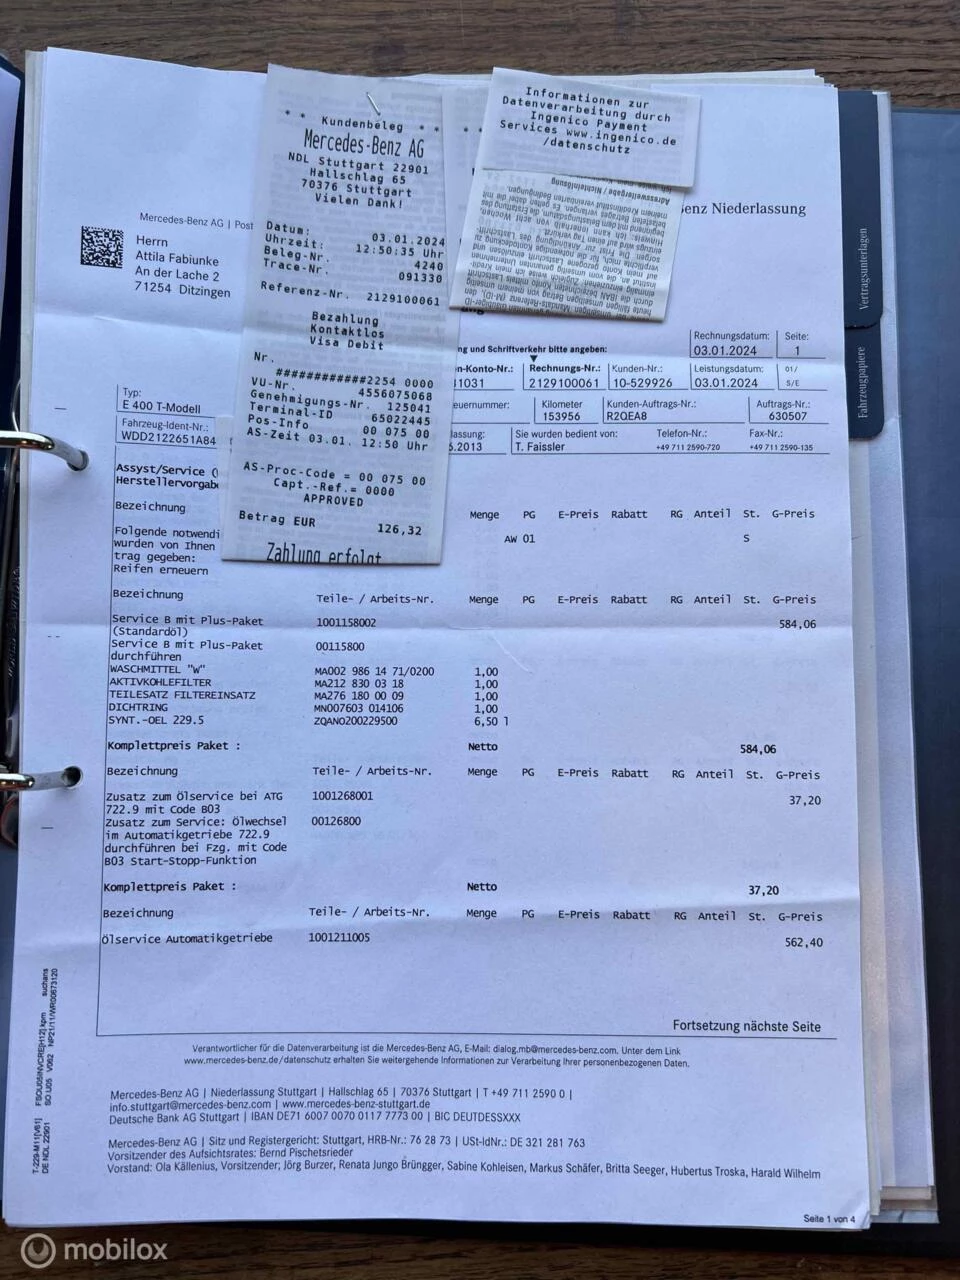 * * Kundenbeleg * *
Mercedes-Benz AG
NDL Stuttgart 22901
Hallschlag 65
70376 Stuttgart
Vielen Dank!
Datum: 03.01.2024
Uhrzeit: 12:50:35 Uhr
Beleg-Nr. 4240
Trace-Nr. 091330
Referenz-Nr. 2129100061
Bezahlung
Kontaktlos
Visa Debit
Nr.
############2254 0000
VU-Nr. 4556075068
Genehmigungs-Nr. 125041
Terminal-ID 65022445
Pos-Info 00 075 00
AS-Zeit 03.01. 12:50 Uhr
AS-Proc-Code = 00 075 00
Capt.-Ref.= 0000
APPROVED
Betrag EUR 126,32
Zahlung erfolgt
Informationen zur
Datenverarbeitung durch
Ingenico Payment
Services www.ingenico.de
/datenschutz
Adressweitergabe / Nichteinlösung
enz Niederlassung
Mercedes-Benz AG | Post
Herrn
Attila Fabiunke
An der Lache 2
71254 Ditzingen
ng und Schriftverkehr bitte angeben:
Rechnungsdatum: 03.01.2024
Seite: 1
n-Konto-Nr.: 31031
Rechnungs-Nr.: 2129100061
Kunden-Nr.: 10-529926
Leistungsdatum: 03.01.2024
01/
S/E
Typ:
E 400 T-Modell
euernummer:
Kilometer 153956
Kunden-Auftrags-Nr.: R2QEA8
Auftrags-Nr.: 630507
Fahrzeug-Ident-Nr.:
WDD2122651A84
lassung: 6.2013
Sie wurden bedient von: T. Faissler
Telefon-Nr.: +49 711 2590-720
Fax-Nr.: +49 711 2590-135
Assyst/Service (
Herstellervorgabe
Bezeichnung Menge PG E-Preis Rabatt RG Anteil St. G-Preis
Folgende notwendi AW 01 S
wurden von Ihnen
trag gegeben:
Reifen erneuern
Bezeichnung Teile- / Arbeits-Nr. Menge PG E-Preis Rabatt RG Anteil St. G-Preis
Service B mit Plus-Paket 1001158002 584,06
(Standardöl)
Service B mit Plus-Paket 00115800
durchführen
WASCHMITTEL "W" MA002 986 14 71/0200 1,00
AKTIVKOHLEFILTER MA212 830 03 18 1,00
TEILESATZ FILTEREINSATZ MA276 180 00 09 1,00
DICHTRING MN007603 014106 1,00
SYNT.-OEL 229.5 ZQANO200229500 6,50 l
Komplettpreis Paket : Netto 584,06
Bezeichnung Teile- / Arbeits-Nr. Menge PG E-Preis Rabatt RG Anteil St. G-Preis
Zusatz zum Ölservice bei ATG 1001268001 37,20
722.9 mit Code B03
Zusatz zum Service: Ölwechsel 00126800
im Automatikgetriebe 722.9
durchführen bei Fzg. mit Code
B03 Start-Stopp-Funktion
Komplettpreis Paket : Netto 37,20
Bezeichnung Teile- / Arbeits-Nr. Menge PG E-Preis Rabatt RG Anteil St. G-Preis
Ölservice Automatikgetriebe 1001211005 562,40
Fortsetzung nächste Seite
Verantwortlicher für die Datenverarbeitung ist die Mercedes-Benz AG, E-Mail: dialog.mb@mercedes-benz.com. Unter dem Link
www.mercedes-benz.de/datenschutz erhalten Sie weitergehende Informationen zur Verarbeitung Ihrer personenbezogenen Daten.
Mercedes-Benz AG | Niederlassung Stuttgart | Hallschlag 65 | 70376 Stuttgart | T +49 711 2590 0 |
info.stuttgart@mercedes-benz.com | www.mercedes-benz-stuttgart.de
Deutsche Bank AG Stuttgart | IBAN DE71 6007 0070 0117 7773 00 | BIC DEUTDESSXXX
Mercedes-Benz AG | Sitz und Registergericht: Stuttgart, HRB-Nr.: 76 28 73 | USt-IdNr.: DE 321 281 763
Vorsitzender des Aufsichtsrates: Bernd Pischetsrieder
Vorstand: Ola Källenius, Vorsitzender; Jörg Burzer, Renata Jungo Brüngger, Sabine Kohleisen, Markus Schäfer, Britta Seeger, Hubertus Troska, Harald Wilhelm
Seite 1 von 4
Vertragsunterlagen
Fahrzeugpapiere
mobilox